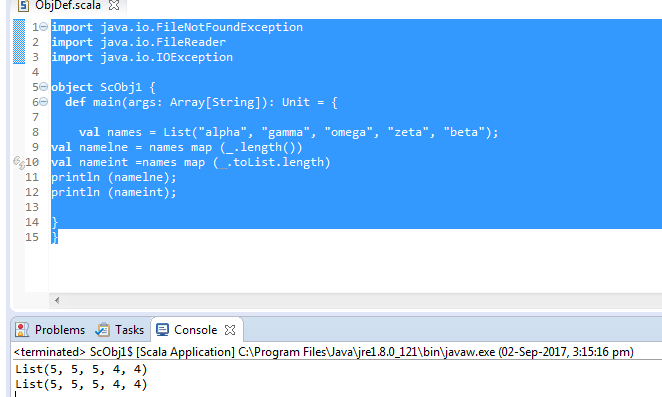 ObjDef.scala
1 import java.io.FileNotFoundException
2 import java.io.FileReader
3 import java.io.IOException
4
5 object ScObj1 {
6 def main(args: Array[String]): Unit = {
7
8 val names = List("alpha", "gamma", "omega", "zeta", "beta");
9 val namelne = names map (_.length())
10 val nameint =names map (_.toList.length)
11 println (namelne);
12 println (nameint);
13
14 }
15 }
Problems Tasks Console
<terminated> ScObj1$ [Scala Application] C:\Program Files\Java\jre1.8.0_121\bin\javaw.exe (02-Sep-2017, 3:15:16 pm)
List(5, 5, 5, 4, 4)
List(5, 5, 5, 4, 4)